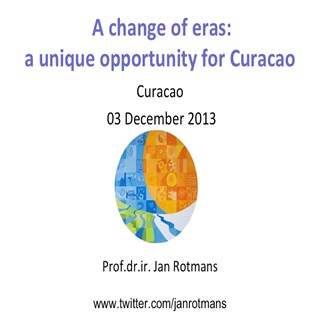 A change of eras:
a unique opportunity for Curacao
Curacao
03 December 2013
Prof.dr.ir. Jan Rotmans
www.twitter.com/janrotmans